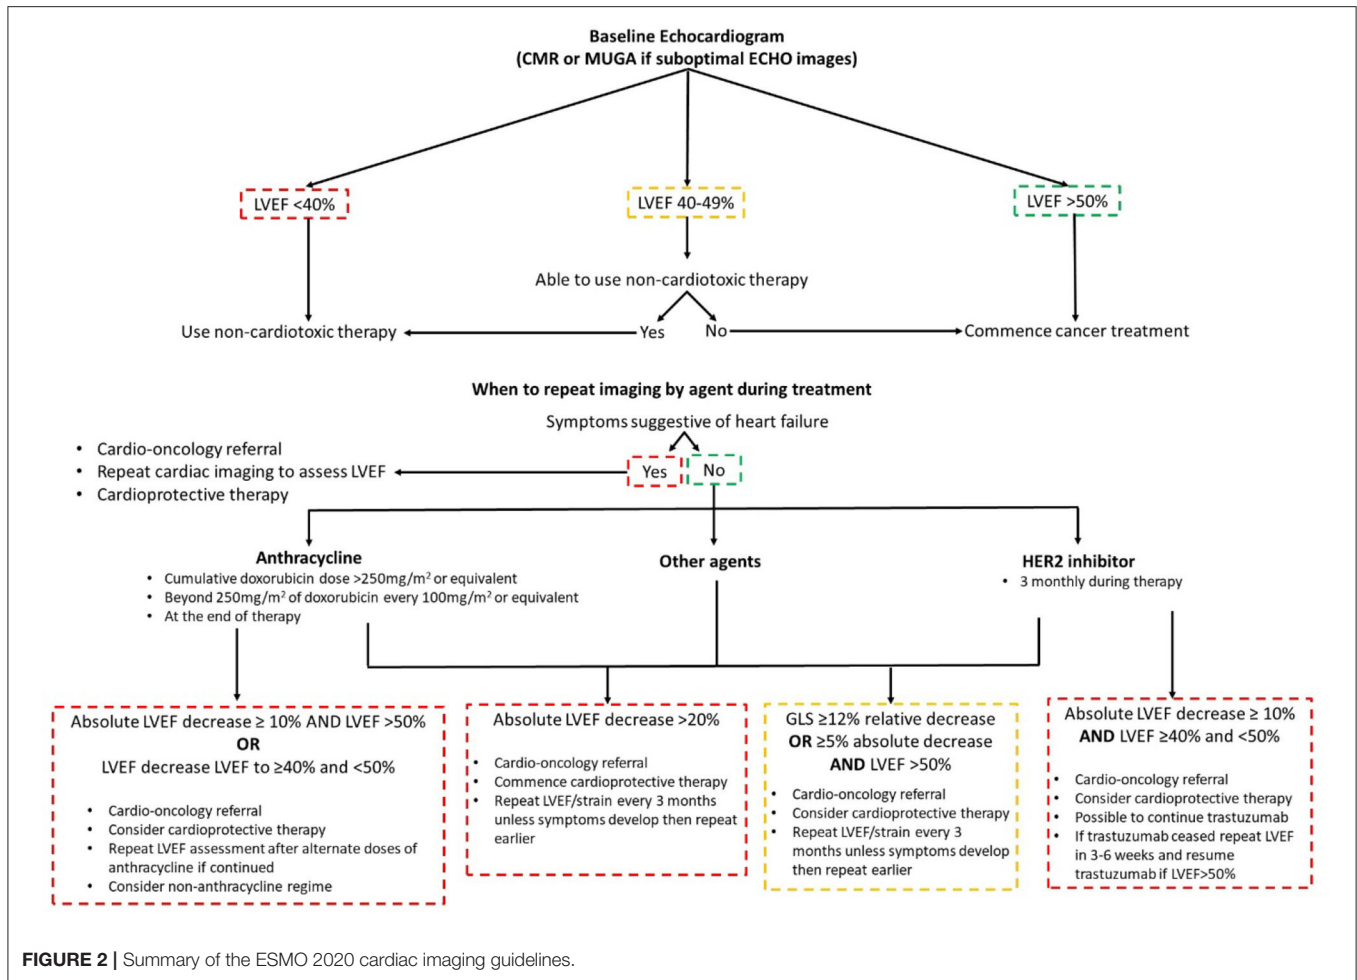 Baseline Echocardiogram
(CMR or MUGA if suboptimal ECHO images)
LVEF <40%
LVEF 40-49%
LVEF >50%
Able to use non-cardiotoxic therapy
Use non-cardiotoxic therapy
Yes
No
Commence cancer treatment
When to repeat imaging by agent during treatment
Symptoms suggestive of heart failure
• Cardio-oncology referral
• Repeat cardiac imaging to assess LVEF
• Cardioprotective therapy
Yes
No
Anthracycline
• Cumulative doxorubicin dose >250mg/m² or equivalent
• Beyond 250mg/m² of doxorubicin every 100mg/m² or equivalent
• At the end of therapy
Other agents
HER2 inhibitor
• 3 monthly during therapy
Absolute LVEF decrease ≥ 10% AND LVEF >50%
OR
LVEF decrease LVEF to ≥40% and <50%
• Cardio-oncology referral
• Consider cardioprotective therapy
• Repeat LVEF assessment after alternate doses of
anthracycline if continued
• Consider non-anthracycline regime
Absolute LVEF decrease >20%
• Cardio-oncology referral
• Commence cardioprotective therapy
• Repeat LVEF/strain every 3 months
unless symptoms develop then repeat
earlier
GLS ≥12% relative decrease
OR ≥5% absolute decrease
AND LVEF >50%
• Cardio-oncology referral
• Consider cardioprotective therapy
• Repeat LVEF/strain every 3
months unless symptoms develop
then repeat earlier
Absolute LVEF decrease ≥ 10%
AND LVEF ≥40% and <50%
• Cardio-oncology referral
• Consider cardioprotective therapy
• Possible to continue trastuzumab
• If trastuzumab ceased repeat LVEF
in 3-6 weeks and resume
trastuzumab if LVEF>50%
FIGURE 2 | Summary of the ESMO 2020 cardiac imaging guidelines.